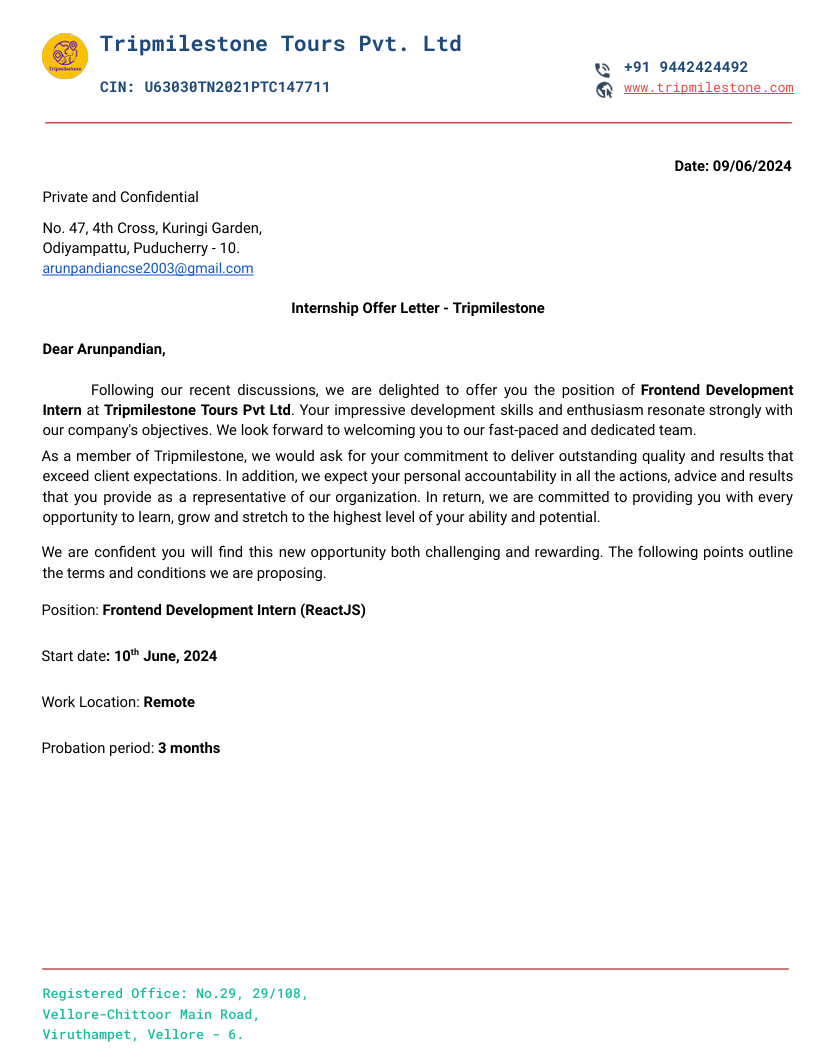 Tripmilestone Tours Pvt. Ltd
Tripmilestone
CIN: U63030TN2021PTC147711
+91 9442424492
www.tripmilestone.com
Date: 09/06/2024
Private and Confidential
No. 47, 4th Cross, Kuringi Garden,
Odiyampattu, Puducherry - 10.
arunpandiancse2003@gmail.com
Internship Offer Letter - Tripmilestone
Dear Arunpandian,
Following our recent discussions, we are delighted to offer you the position of Frontend Development
Intern at Tripmilestone Tours Pvt Ltd. Your impressive development skills and enthusiasm resonate strongly with
our company's objectives. We look forward to welcoming you to our fast-paced and dedicated team.
As a member of Tripmilestone, we would ask for your commitment to deliver outstanding quality and results that
exceed client expectations. In addition, we expect your personal accountability in all the actions, advice and results
that you provide as a representative of our organization. In return, we are committed to providing you with every
opportunity to learn, grow and stretch to the highest level of your ability and potential.
We are confident you will find this new opportunity both challenging and rewarding. The following points outline
the terms and conditions we are proposing.
Position: Frontend Development Intern (ReactJS)
Start date: 10th June, 2024
Work Location: Remote
Probation period: 3 months
Registered Office: No.29, 29/108,
Vellore-Chittoor Main Road,
Viruthampet, Vellore - 6.